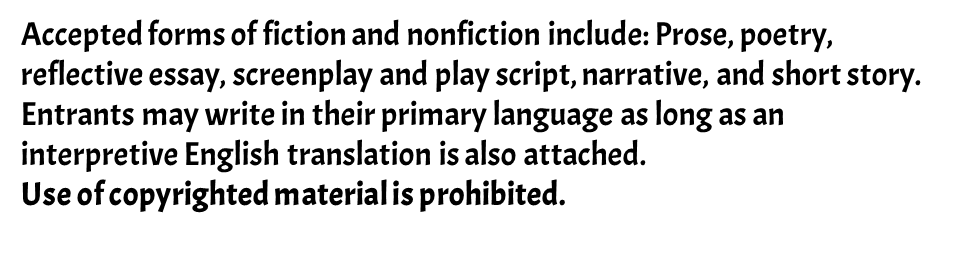 Accepted forms of fiction and nonfiction include: Prose, poetry,
reflective essay, screenplay and play script, narrative, and short story.
Entrants may write in their primary language as long as an
interpretive English translation is also attached.
Use of copyrighted material is prohibited.